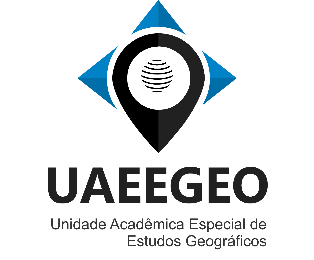 UAEEGEO
Unidade Acadêmica Especial de
Estudos Geográficos